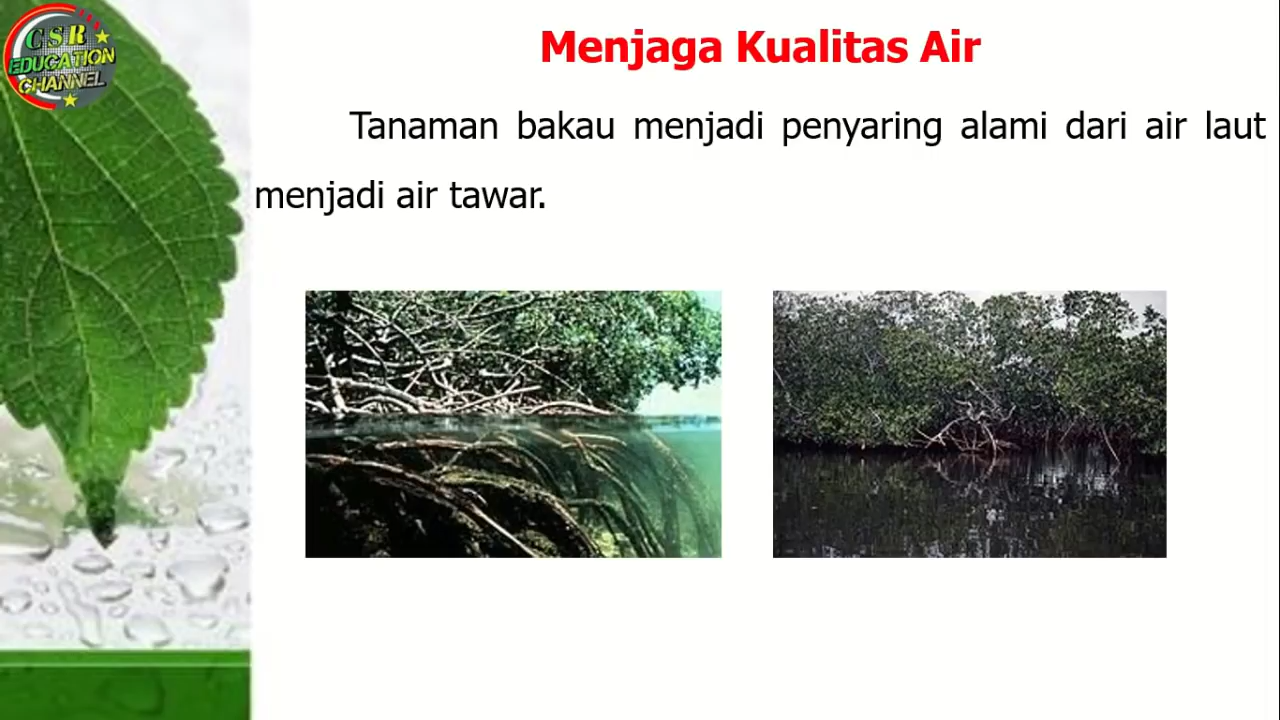 CSR
EDUCATION
CHANNEL
Menjaga Kualitas Air
Tanaman bakau menjadi penyaring alami dari air laut
menjadi air tawar.